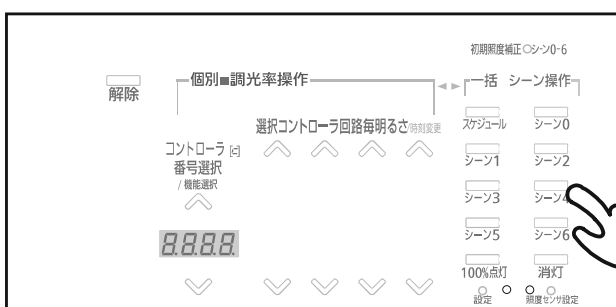 初期照度補正○シーン0-6
個別■調光率操作
一括 シーン操作
解除
選択コントローラ回路毎明るさ/時刻変更
コントローラ
番号選択
/機能選択
スケジュール
シーン0
シーン1
シーン2
シーン3
シーン4
シーン5
シーン6
8.8.8.8.
100%点灯
消灯
設定
照度センサ設定